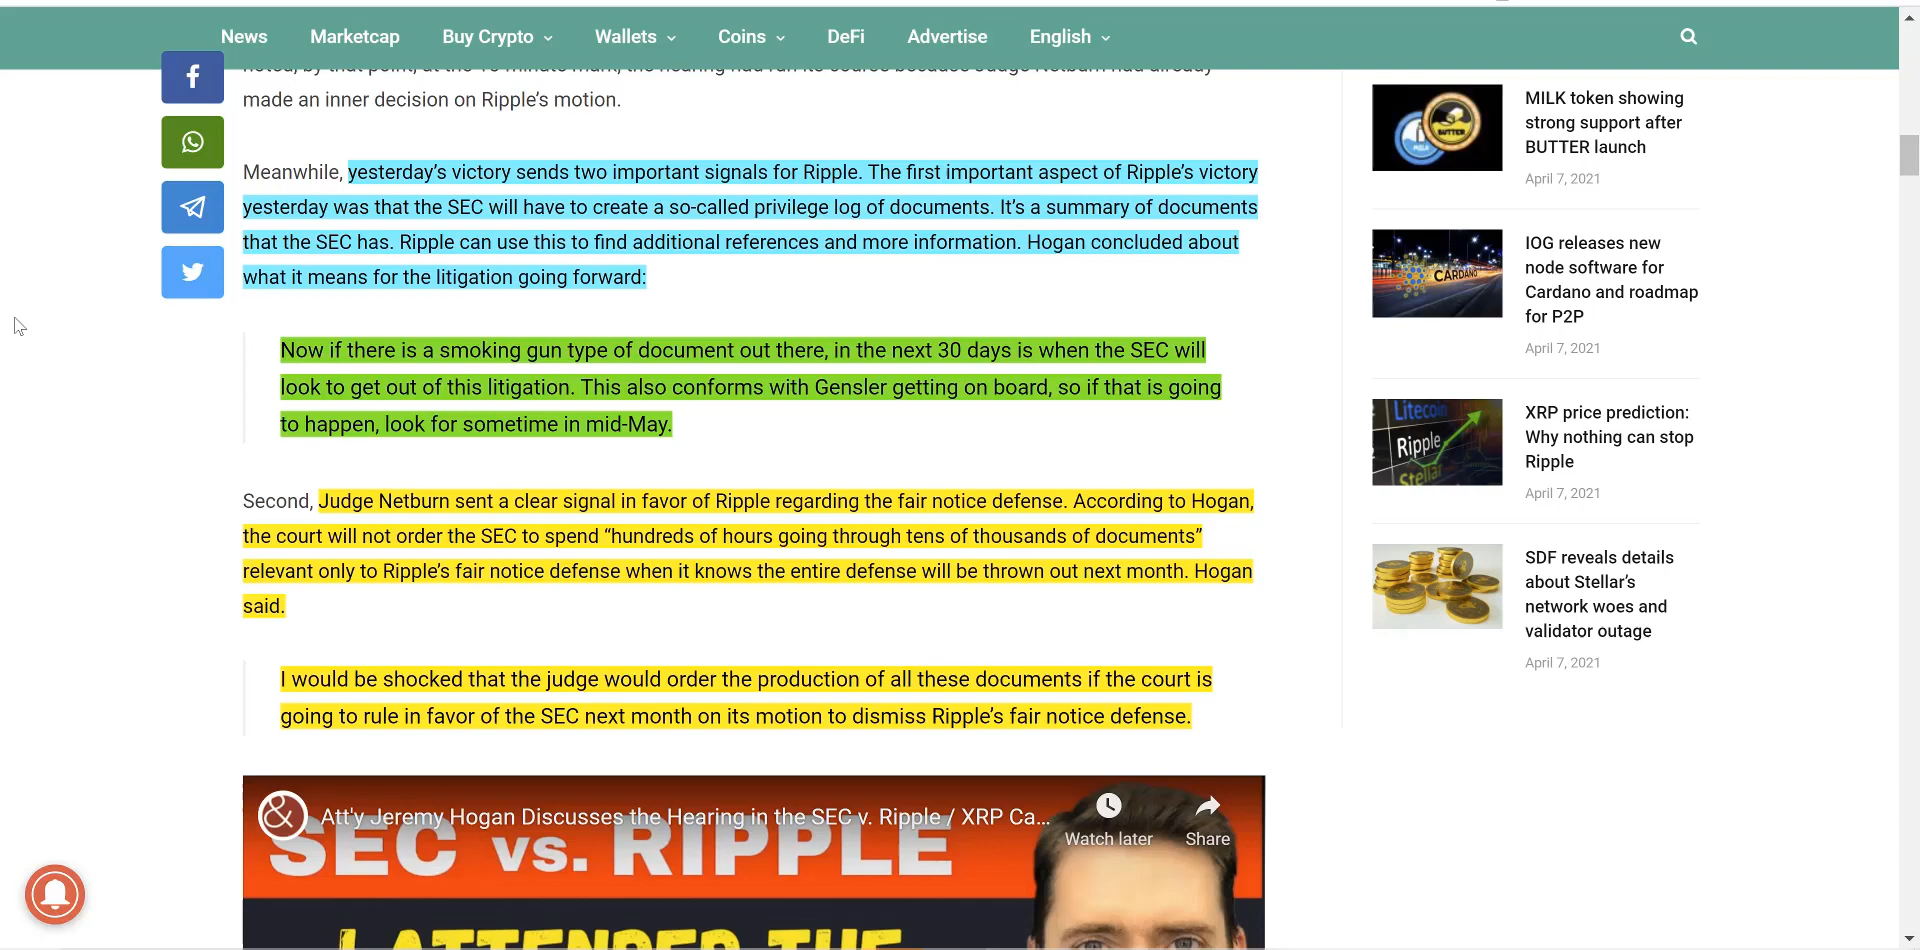 News
Marketcap
Buy Crypto
Wallets
Coins
DeFi
Advertise
English
made an inner decision on Ripple’s motion.
Meanwhile, yesterday’s victory sends two important signals for Ripple. The first important aspect of Ripple’s victory
yesterday was that the SEC will have to create a so-called privilege log of documents. It’s a summary of documents
that the SEC has. Ripple can use this to find additional references and more information. Hogan concluded about
what it means for the litigation going forward:
Now if there is a smoking gun type of document out there, in the next 30 days is when the SEC will
look to get out of this litigation. This also conforms with Gensler getting on board, so if that is going
to happen, look for sometime in mid-May.
Second, Judge Netburn sent a clear signal in favor of Ripple regarding the fair notice defense. According to Hogan,
the court will not order the SEC to spend “hundreds of hours going through tens of thousands of documents”
relevant only to Ripple’s fair notice defense when it knows the entire defense will be thrown out next month. Hogan
said.
I would be shocked that the judge would order the production of all these documents if the court is
going to rule in favor of the SEC next month on its motion to dismiss Ripple’s fair notice defense.
Att'y Jeremy Hogan Discusses the Hearing in the SEC v. Ripple / XRP Ca...
Watch later
Share
SEC vs. RIPPLE
I ATTENDED THE
MILK
BUTTER
MILK token showing
strong support after
BUTTER launch
April 7, 2021
CARDANO
IOG releases new
node software for
Cardano and roadmap
for P2P
April 7, 2021
Litecoin
Ripple
Stellar
XRP price prediction:
Why nothing can stop
Ripple
April 7, 2021
SDF reveals details
about Stellar’s
network woes and
validator outage
April 7, 2021